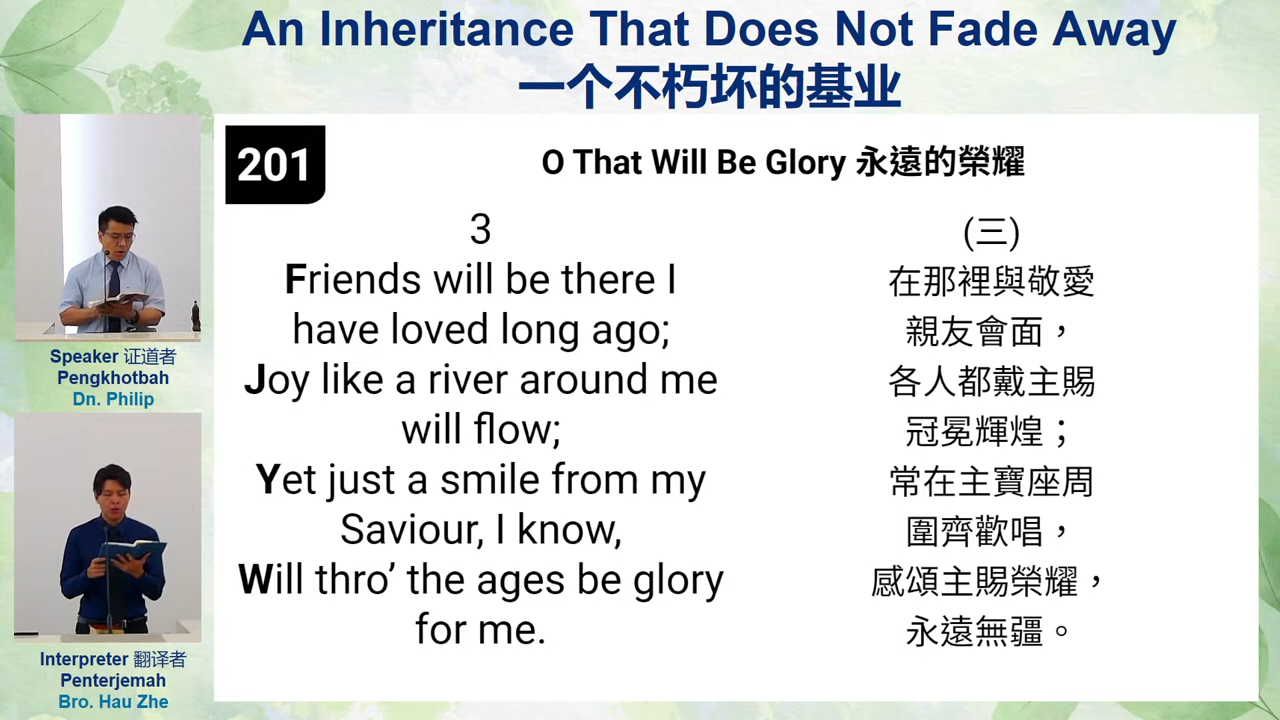 An Inheritance That Does Not Fade Away
一个不朽坏的基业
201
O That Will Be Glory 永遠的榮耀
3
Friends will be there I
have loved long ago;
Joy like a river around me
will flow;
Yet just a smile from my
Saviour, I know,
Will thro’ the ages be glory
for me.
(三)
在那裡與敬愛
親友會面，
各人都戴主賜
冠冕輝煌；
常在主寶座周
圍齊歡唱，
感頌主賜榮耀，
永遠無疆。
Speaker 证道者
Pengkhotbah
Dn. Philip
Interpreter 翻译者
Penterjemah
Bro. Hau Zhe